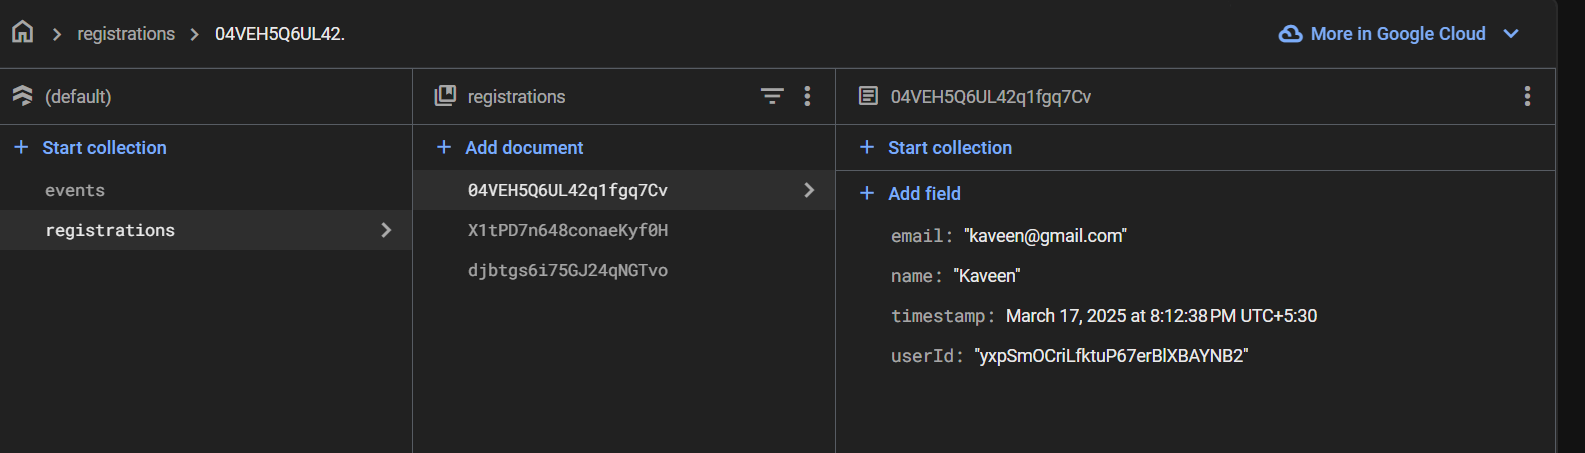 registrations > 04VEH5Q6UL42.
More in Google Cloud
(default)
registrations
04VEH5Q6UL42q1fgq7Cv
+ Start collection
+ Add document
+ Start collection
events
registrations
04VEH5Q6UL42q1fgq7Cv
X1tPD7n648conaeKyf0H
djbtgs6i75GJ24qNGTvo
+ Add field
email: "kaveen@gmail.com"
name: "Kaveen"
timestamp: March 17, 2025 at 8:12:38 PM UTC+5:30
userId: "yxpSmOCriLfktuP67erBlXBAYNB2"